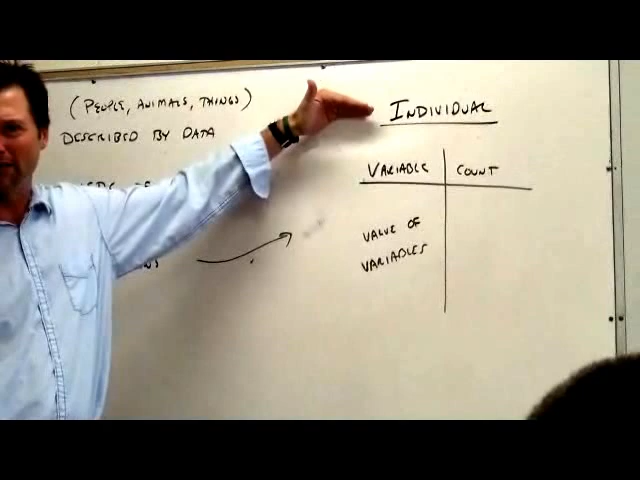 (PEOPLE, ANIMALS, THINGS)
DESCRIBED BY DATA
INDIVIDUAL
VARIABLE COUNT
VALUE OF
VARIABLES